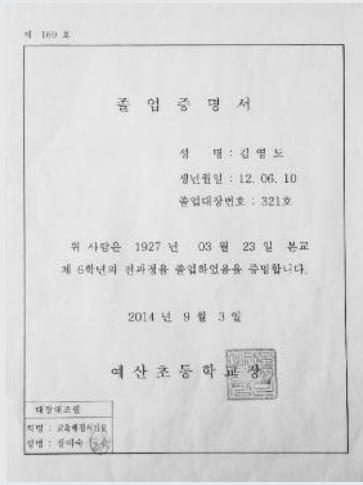 제 169 호
졸 업 증 명 서
성 명 : 김 영 도
생년월일 : 12. 06. 10
졸업대장번호 : 321호
위 사람은 1927 년 03 월 23 일 본교
제 6학년의 전과정을 졸업하였음을 증명합니다.
2014 년 9 월 3 일
예 산 초 등 학 교 장
대장대조필
직명 : 교육행정서기보
성명 : 장미숙